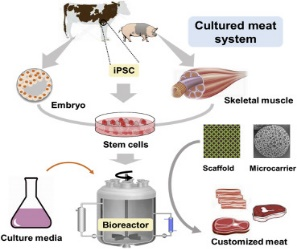 Cultured meat
system
iPSC
Embryo
Skeletal muscle
Stem cells
Scaffold
Microcarrier
Bioreactor
Culture media
Customized meat